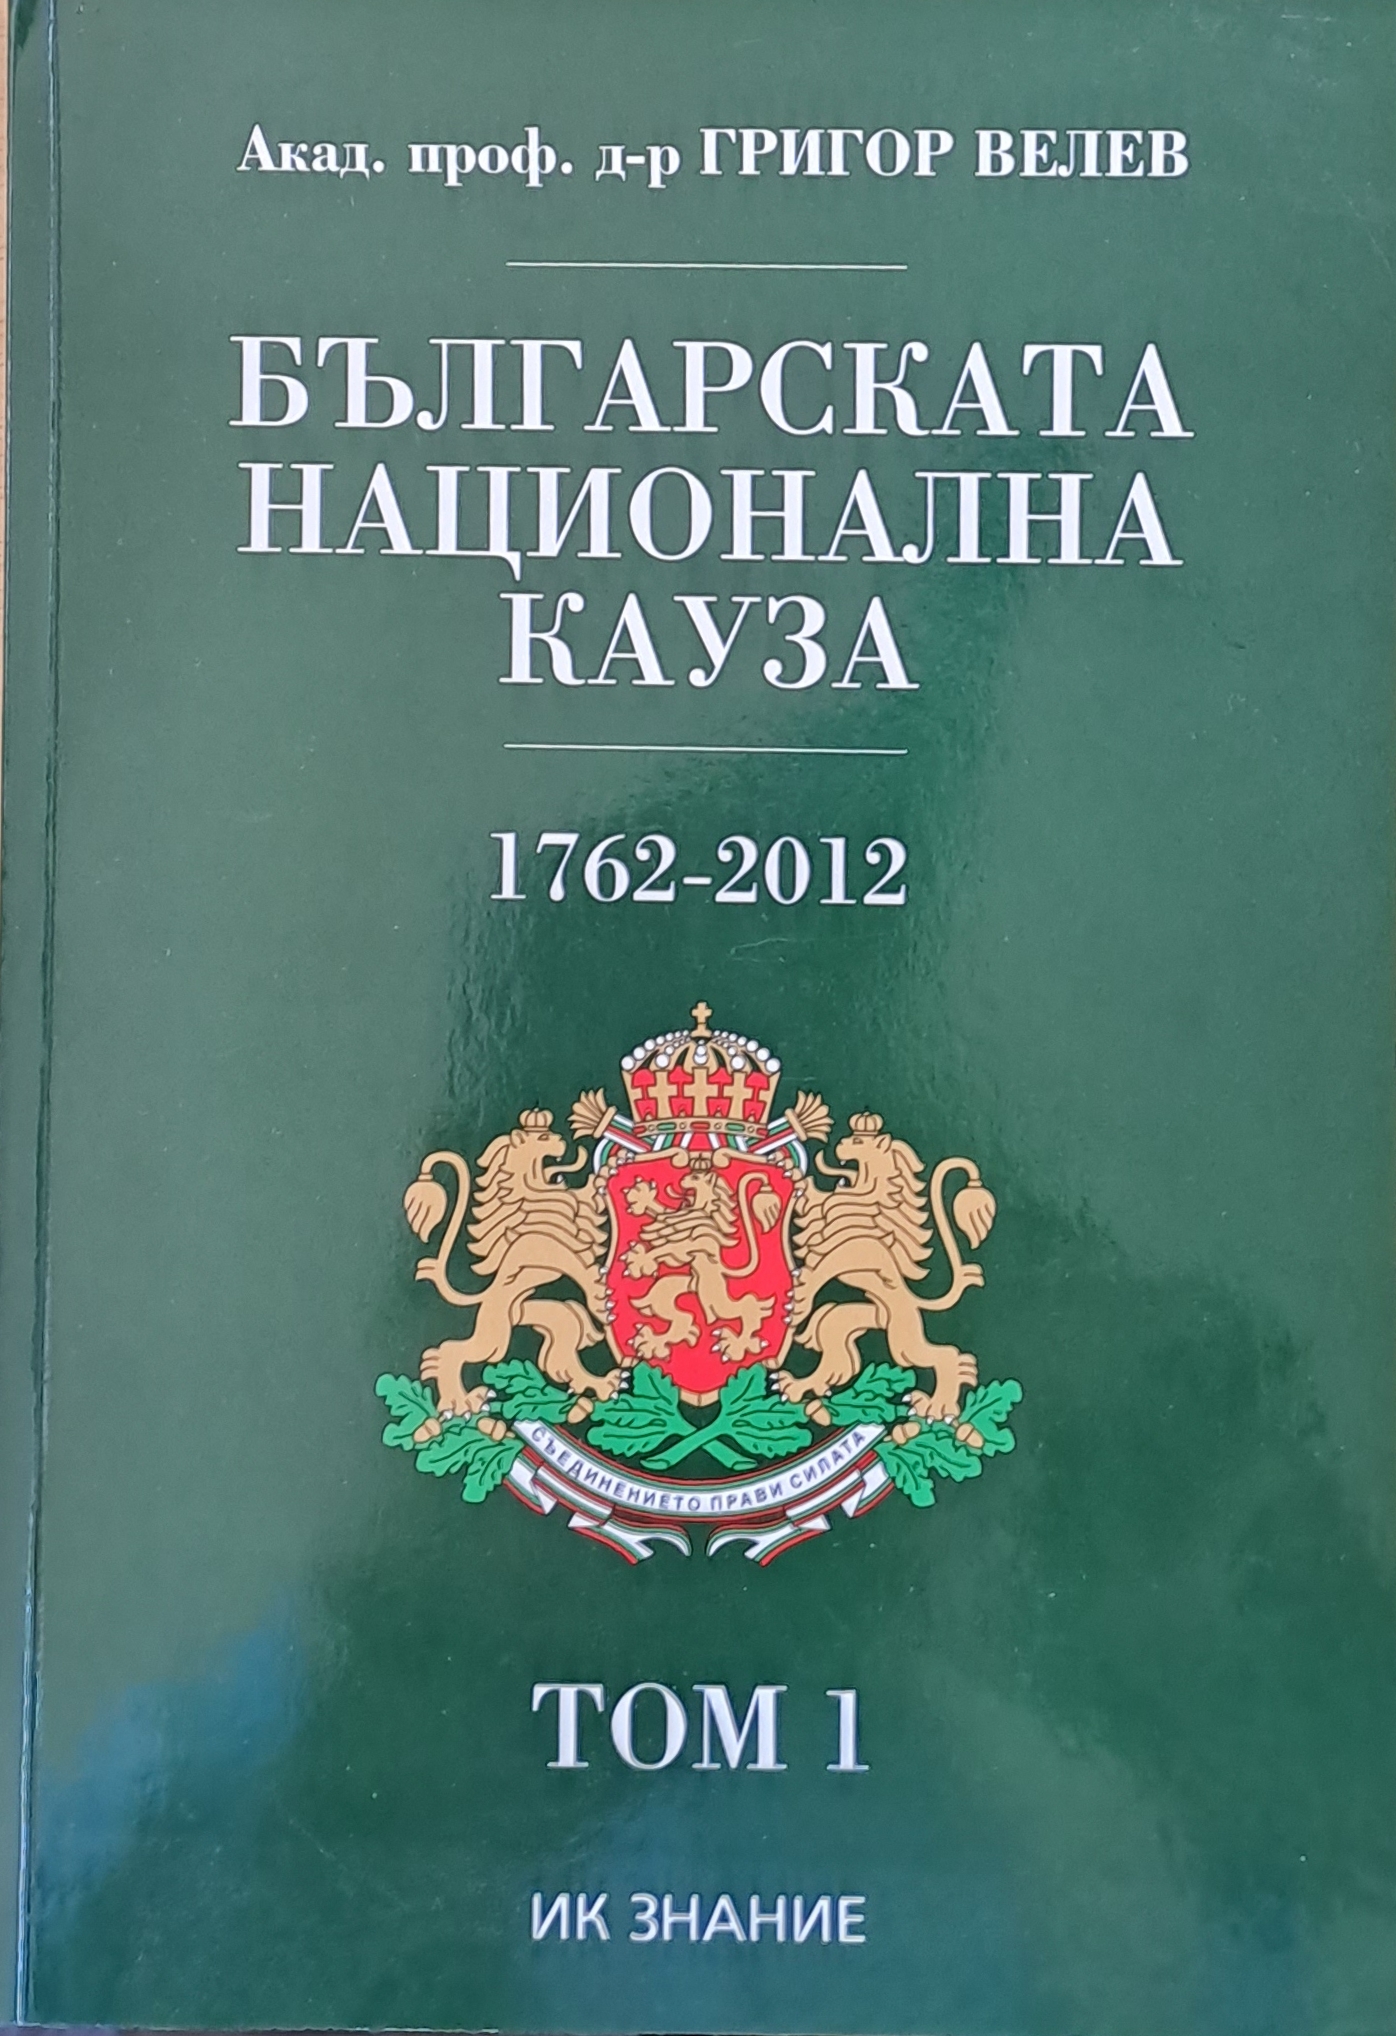 Акад. проф. д-р ГРИГОР ВЕЛЕВ
БЪЛГАРСКАТА
НАЦИОНАЛНА
КАУЗА
1762-2012
СЪЕДИНЕНИЕТО ПРАВИ СИЛАТА
ТОМ 1
ИК ЗНАНИЕ